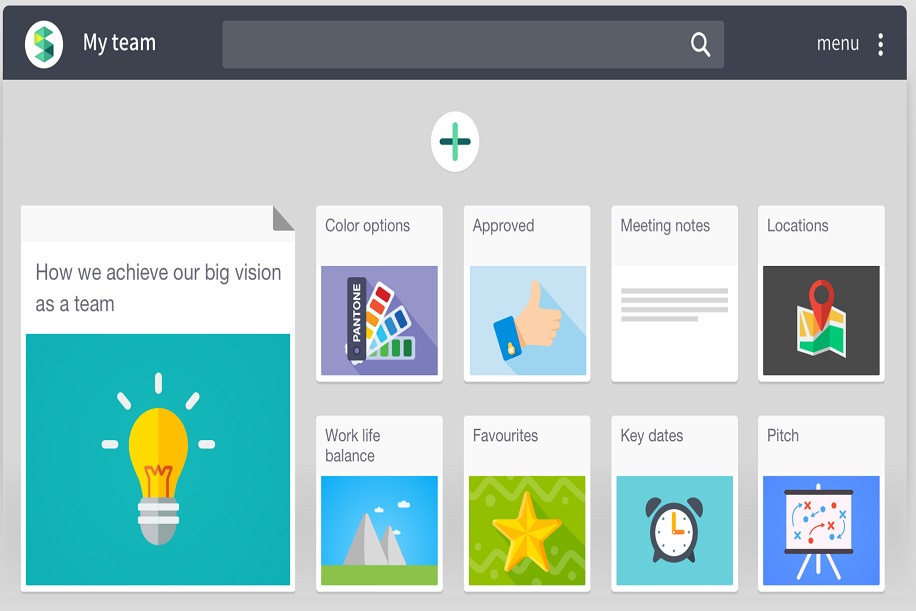 My team
menu
How we achieve our big vision
as a team
Color options
PANTONE
Approved
Meeting notes
Locations
Work life
balance
Favourites
Key dates
Pitch